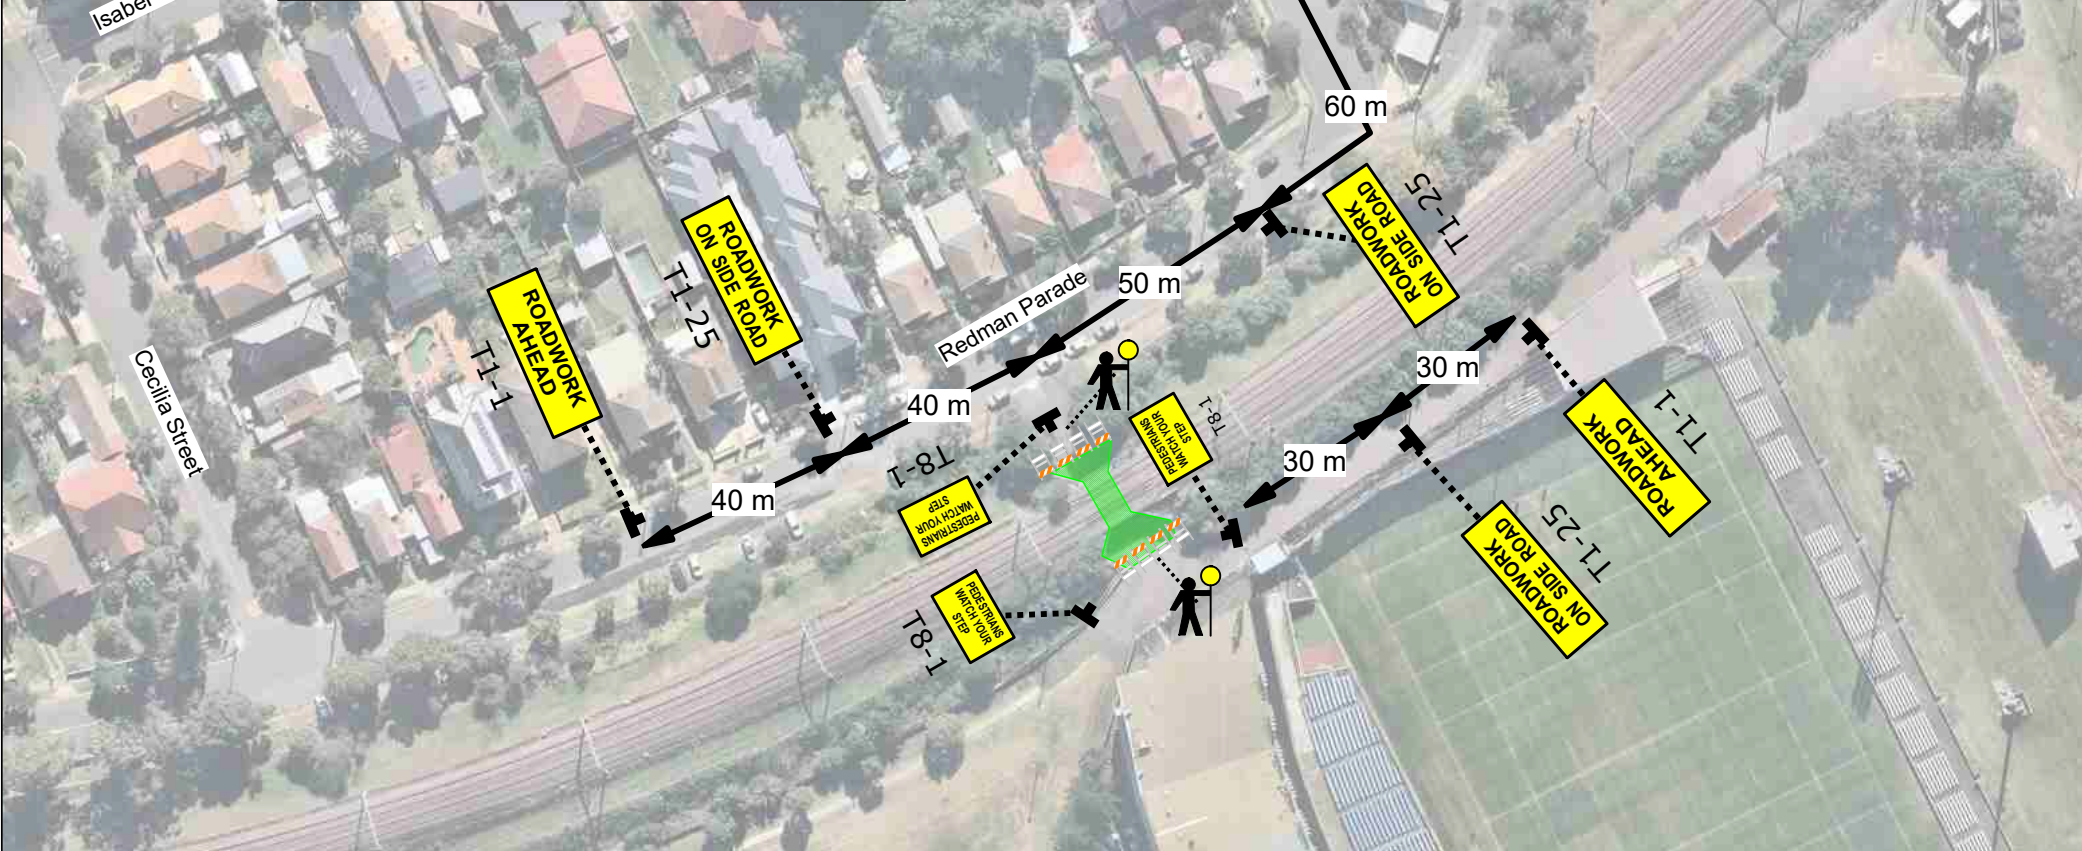 Isabel
60 m
T1-25
ROADWORK
ON SIDE ROAD
ROADWORK
ON SIDE ROAD
T1-25
50 m
Redman Parade
ROADWORK
AHEAD
T1-1
Cecilia Street
40 m
40 m
30 m
30 m
T8-1
PEDESTRIANS
WATCH YOUR
STEP
T8-1
PEDESTRIANS
WATCH YOUR
STEP
T8-1
PEDESTRIANS
WATCH YOUR
STEP
T1-1
ROADWORK
AHEAD
T1-25
ROADWORK
ON SIDE ROAD